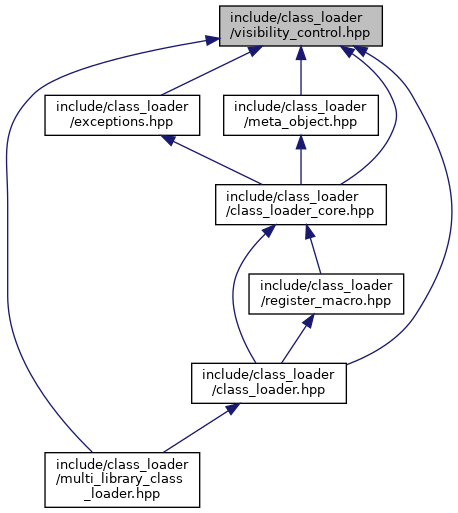 include/class_loader
/visibility_control.hpp
include/class_loader
/exceptions.hpp
include/class_loader
/meta_object.hpp
include/class_loader
/class_loader_core.hpp
include/class_loader
/register_macro.hpp
include/class_loader
/class_loader.hpp
include/class_loader
/multi_library_class
_loader.hpp